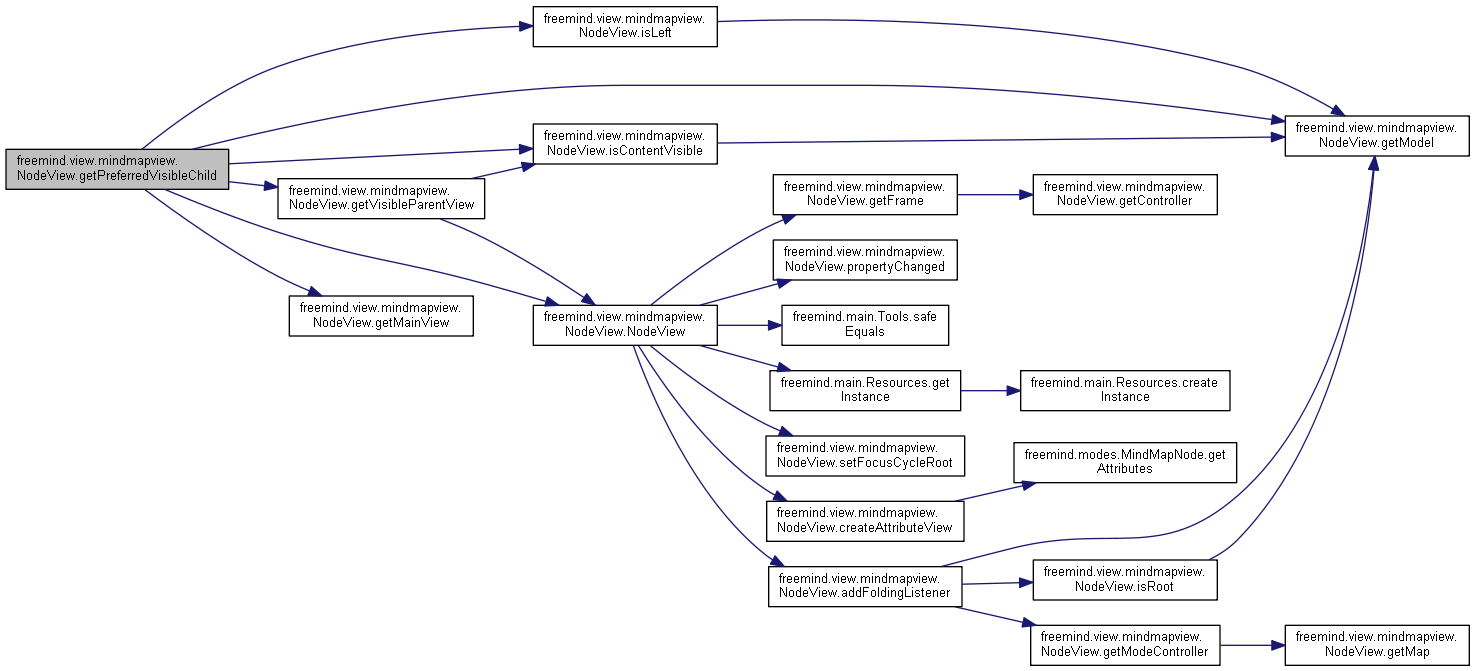 freemind.view.mindmapview.
NodeView.isLeft
freemind.view.mindmapview.
NodeView.getModel
freemind.view.mindmapview.
NodeView.isContentVisible
freemind.view.mindmapview.
NodeView.getPreferredVisibleChild
freemind.view.mindmapview.
NodeView.getVisibleParentView
freemind.view.mindmapview.
NodeView.getFrame
freemind.view.mindmapview.
NodeView.getController
freemind.view.mindmapview.
NodeView.propertyChanged
freemind.view.mindmapview.
NodeView.getMainView
freemind.view.mindmapview.
NodeView.NodeView
freemind.main.Tools.safe
Equals
freemind.main.Resources.get
Instance
freemind.main.Resources.create
Instance
freemind.view.mindmapview.
NodeView.setFocusCycleRoot
freemind.modes.MindMapNode.get
Attributes
freemind.view.mindmapview.
NodeView.createAttributeView
freemind.view.mindmapview.
NodeView.addFoldingListener
freemind.view.mindmapview.
NodeView.isRoot
freemind.view.mindmapview.
NodeView.getModeController
freemind.view.mindmapview.
NodeView.getMap